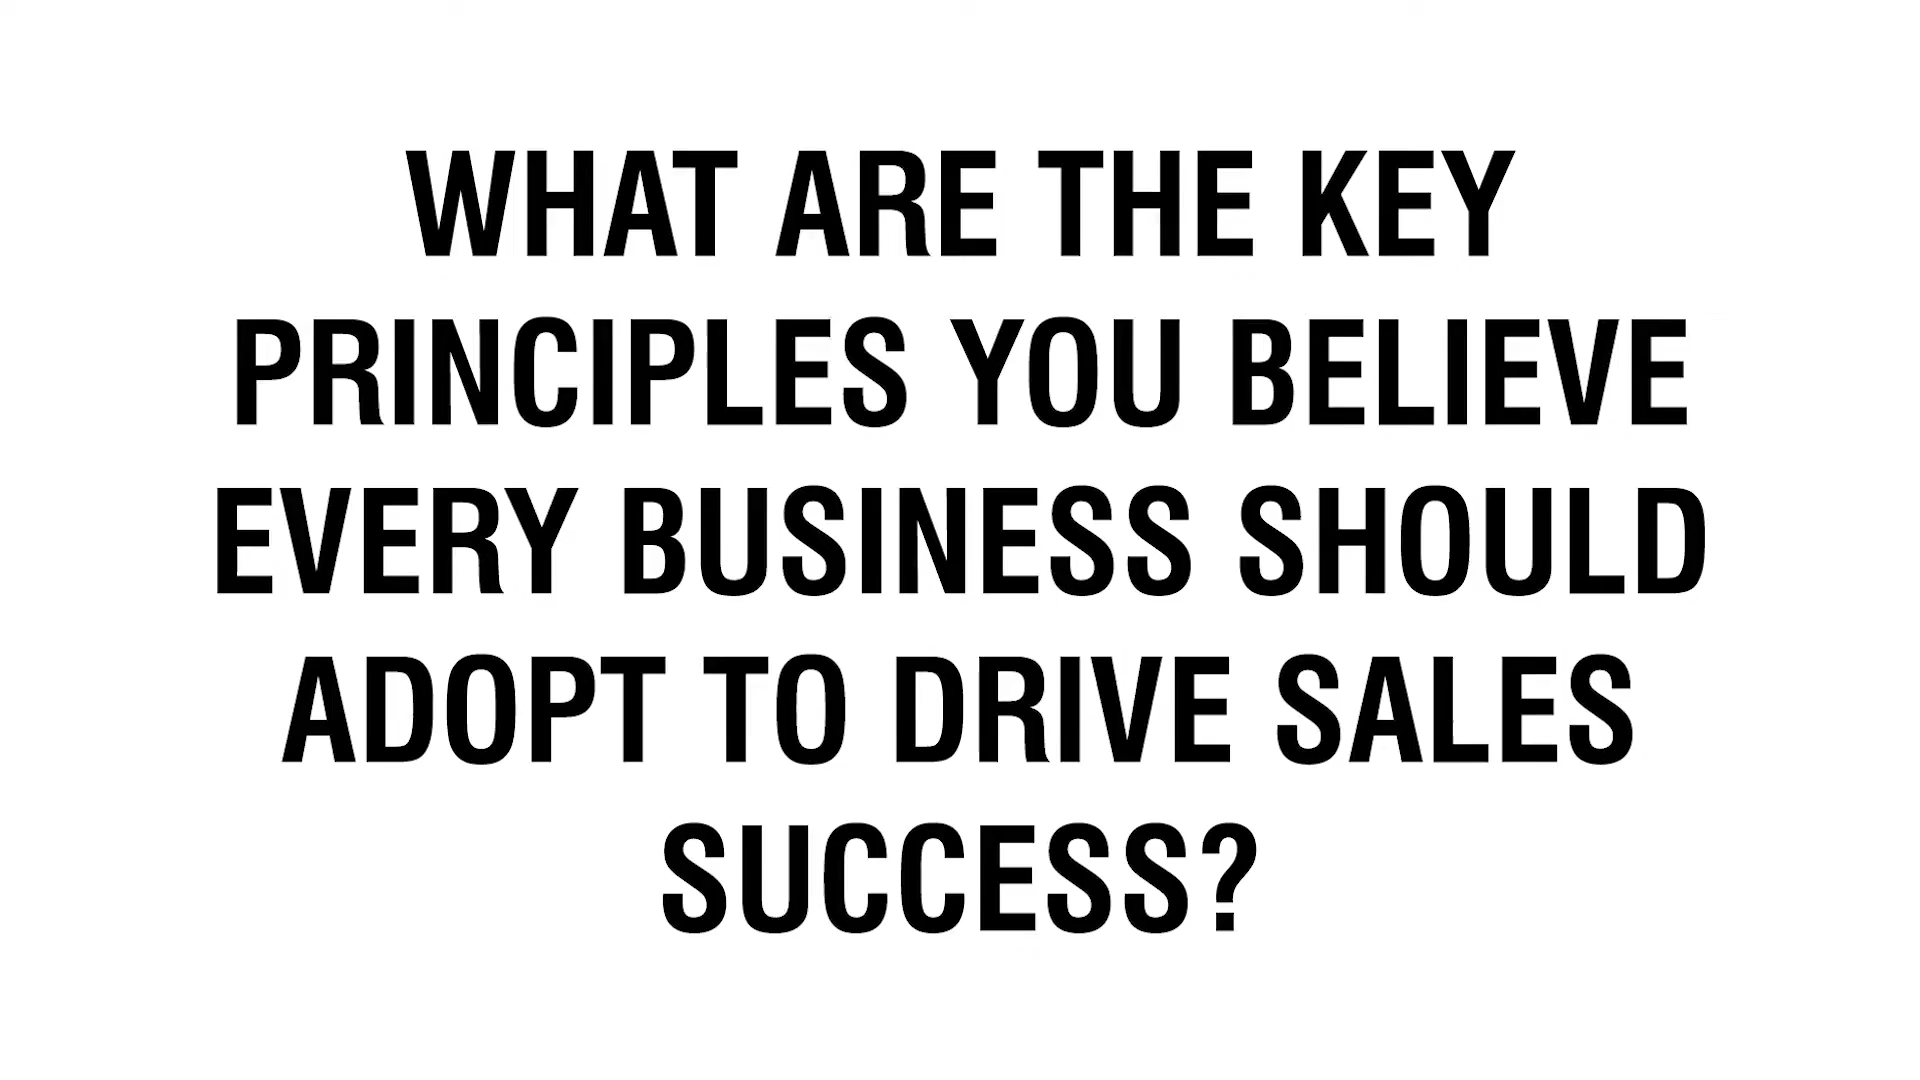 WHAT ARE THE KEY
PRINCIPLES YOU BELIEVE
EVERY BUSINESS SHOULD
ADOPT TO DRIVE SALES
SUCCESS?